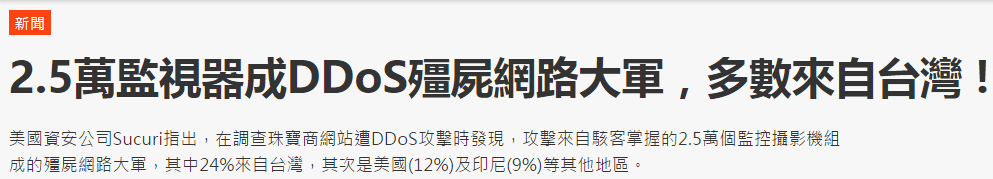 新聞
2.5萬監視器成DDoS殭屍網路大軍，多數來自台灣！
美國資安公司Sucuri指出，在調查珠寶商網站遭DDoS攻擊時發現，攻擊來自駭客掌握的2.5萬個監控攝影機組
成的殭屍網路大軍，其中24%來自台灣，其次是美國(12%)及印尼(9%)等其他地區。